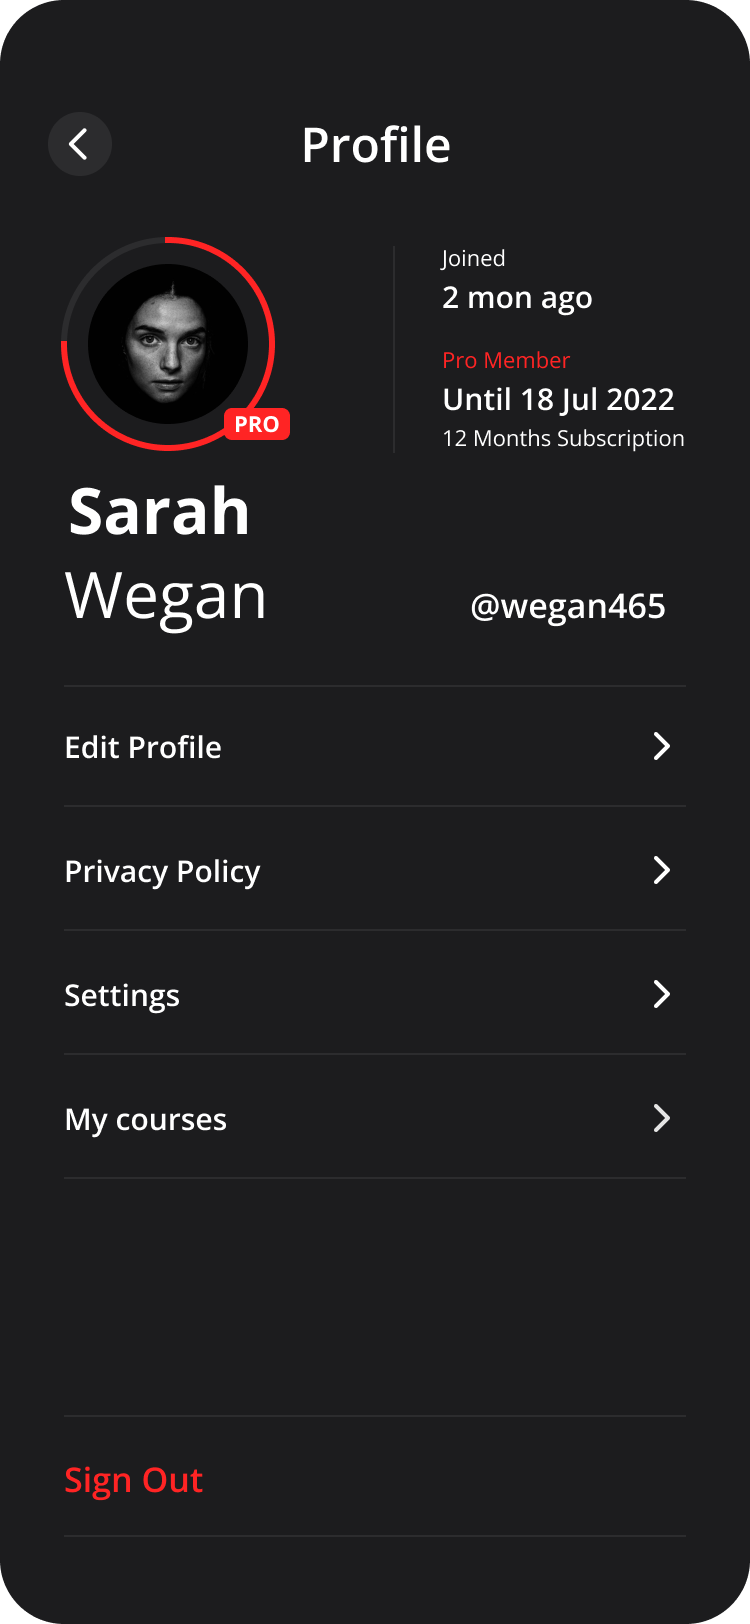 Profile
Joined
2 mon ago
Pro Member
Until 18 Jul 2022
12 Months Subscription
PRO
Sarah
Wegan
@wegan465
Edit Profile
Privacy Policy
Settings
My courses
Sign Out